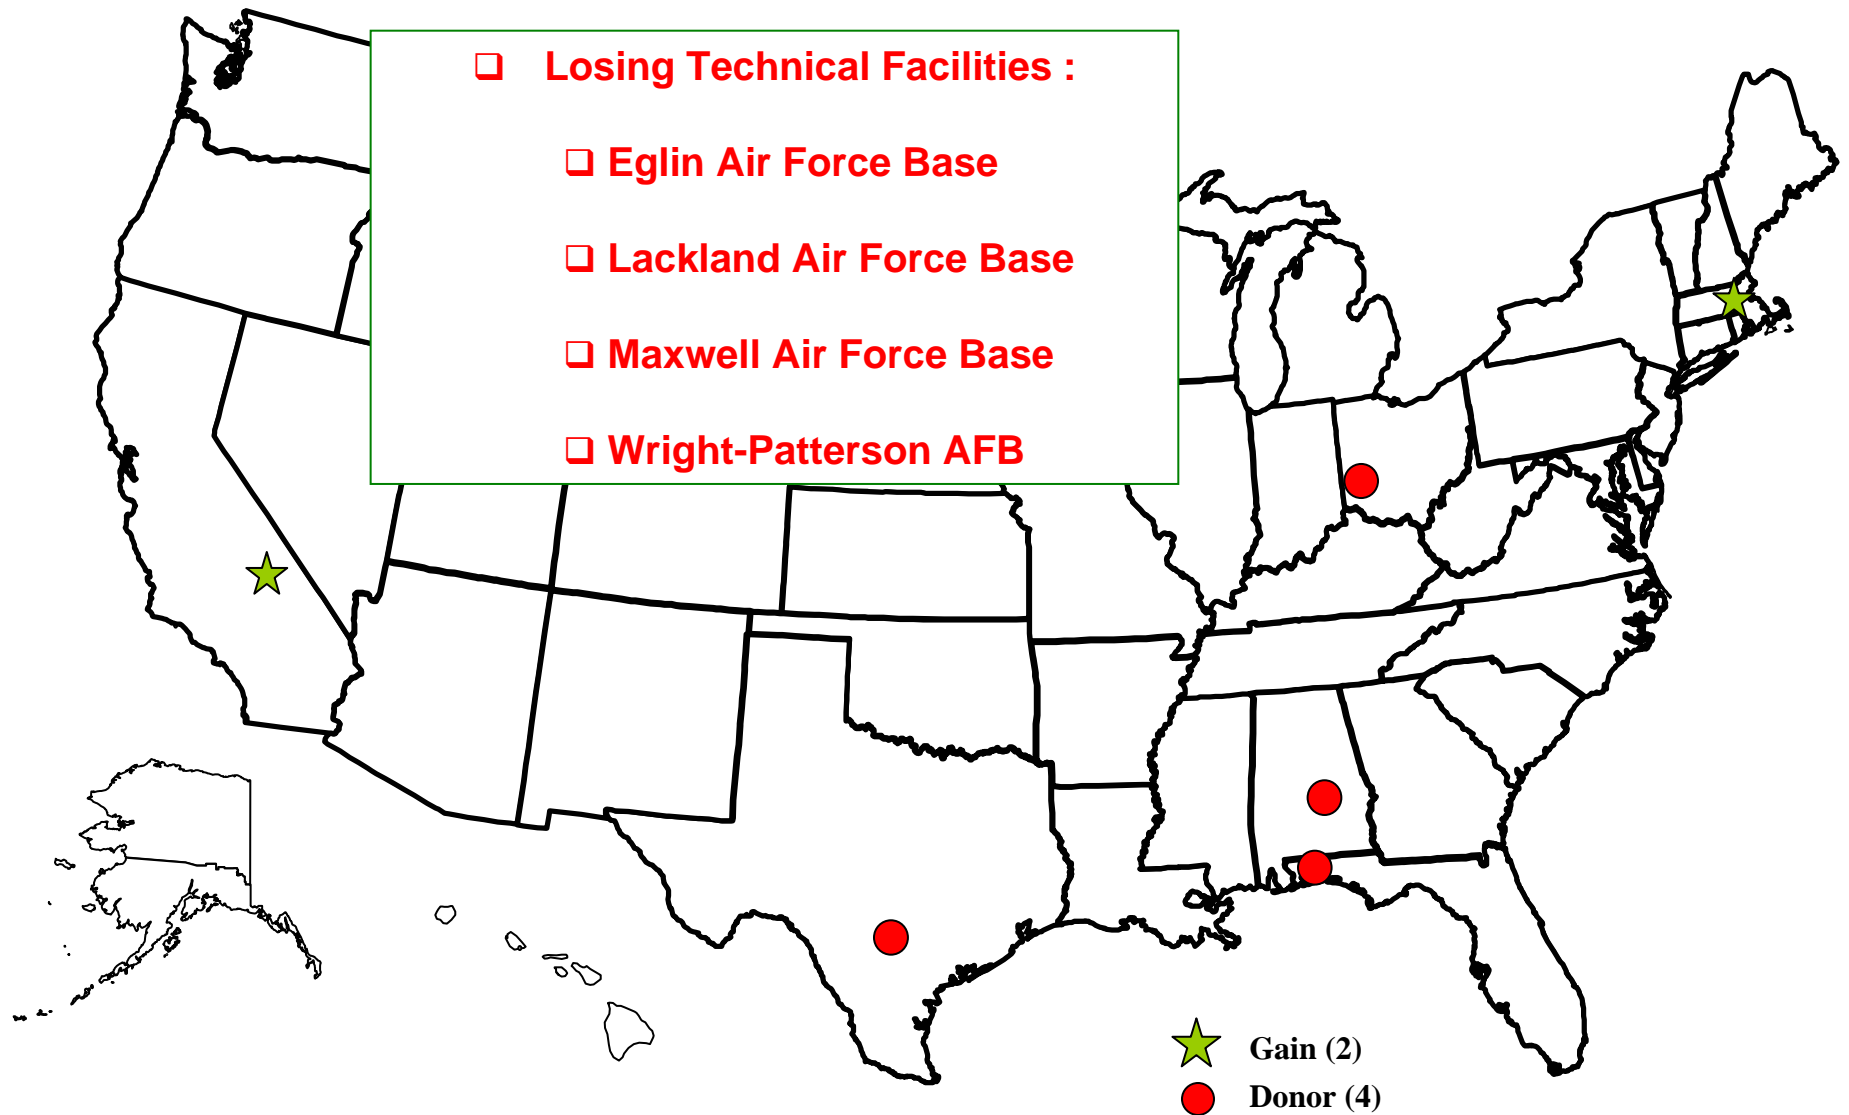 ❑ Losing Technical Facilities :
❑ Eglin Air Force Base
❑ Lackland Air Force Base
❑ Maxwell Air Force Base
❑ Wright-Patterson AFB
Gain (2)
Donor (4)